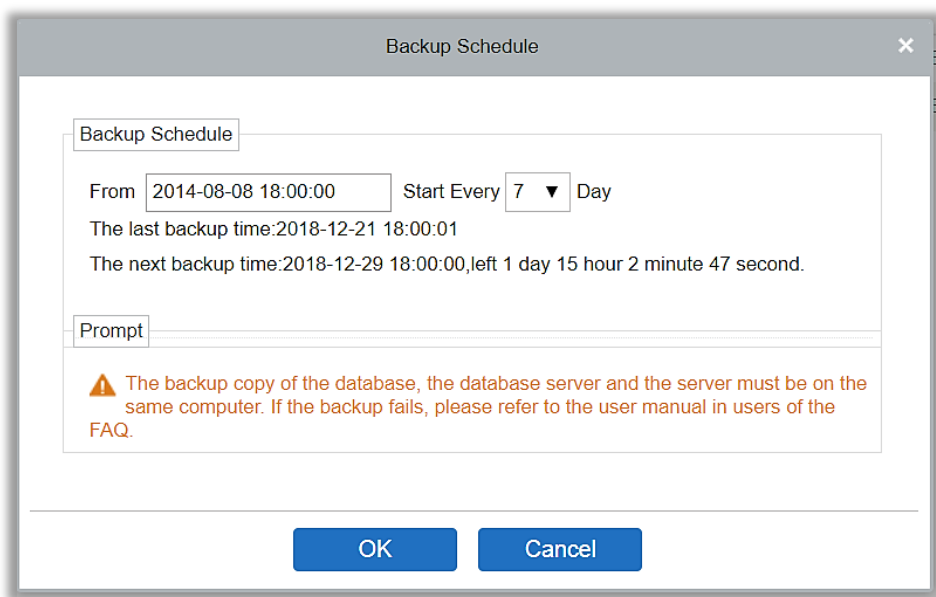 Backup Schedule
Backup Schedule
From 2014-08-08 18:00:00 Start Every 7 Day
The last backup time:2018-12-21 18:00:01
The next backup time:2018-12-29 18:00:00,left 1 day 15 hour 2 minute 47 second.
Prompt
The backup copy of the database, the database server and the server must be on the
same computer. If the backup fails, please refer to the user manual in users of the
FAQ.
OK Cancel